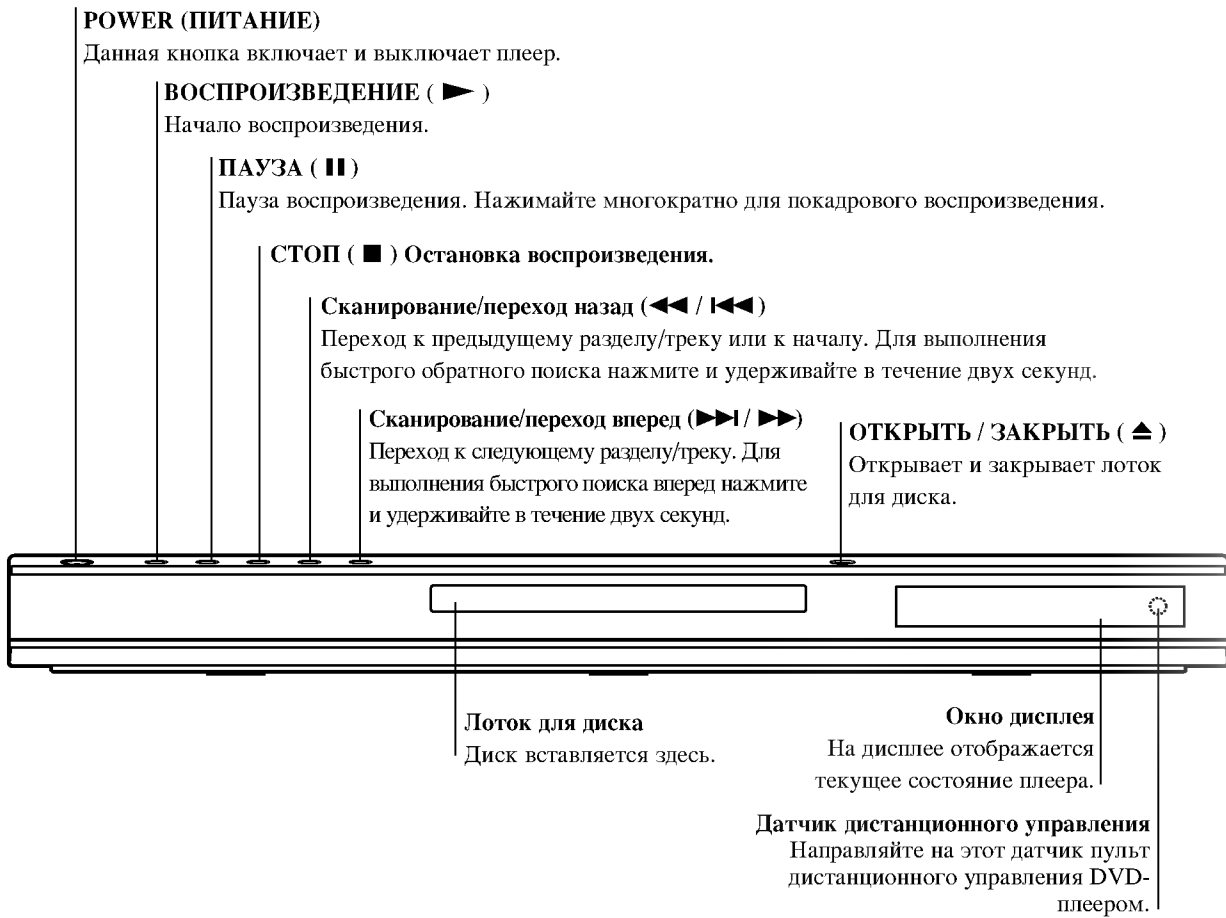 POWER (ПИТАНИЕ)
Данная кнопка включает и выключает плеер.
ВОСПРОИЗВЕДЕНИЕ ( ► )
Начало воспроизведения.
ПАУЗА ( ❚❚ )
Пауза воспроизведения. Нажимайте многократно для покадрового воспроизведения.
СТОП ( ■ ) Остановка воспроизведения.
Сканирование/переход назад (◄◄ / I◄◄ )
Переход к предыдущему разделу/треку или к началу. Для выполнения
быстрого обратного поиска нажмите и удерживайте в течение двух секунд.
Сканирование/переход вперед (►►I / ►►)
Переход к следующему разделу/треку. Для
выполнения быстрого поиска вперед нажмите
и удерживайте в течение двух секунд.
ОТКРЫТЬ / ЗАКРЫТЬ ( ⏏ )
Открывает и закрывает лоток
для диска.
Лоток для диска
Диск вставляется здесь.
Окно дисплея
На дисплее отображается
текущее состояние плеера.
Датчик дистанционного управления
Направляйте на этот датчик пульт
дистанционного управления DVD-
плеером.